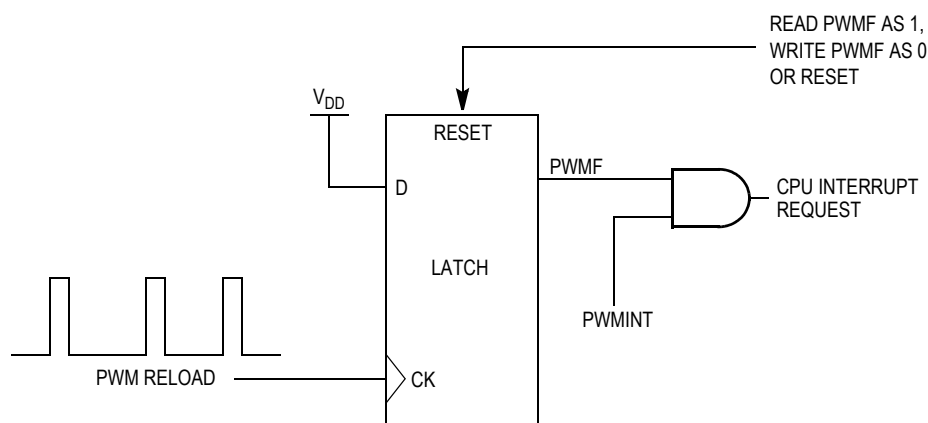 READ PWMF AS 1,
WRITE PWMF AS 0
OR RESET
VDD
RESET
PWMF
D
CPU INTERRUPT
REQUEST
LATCH
PWMINT
PWM RELOAD
CK